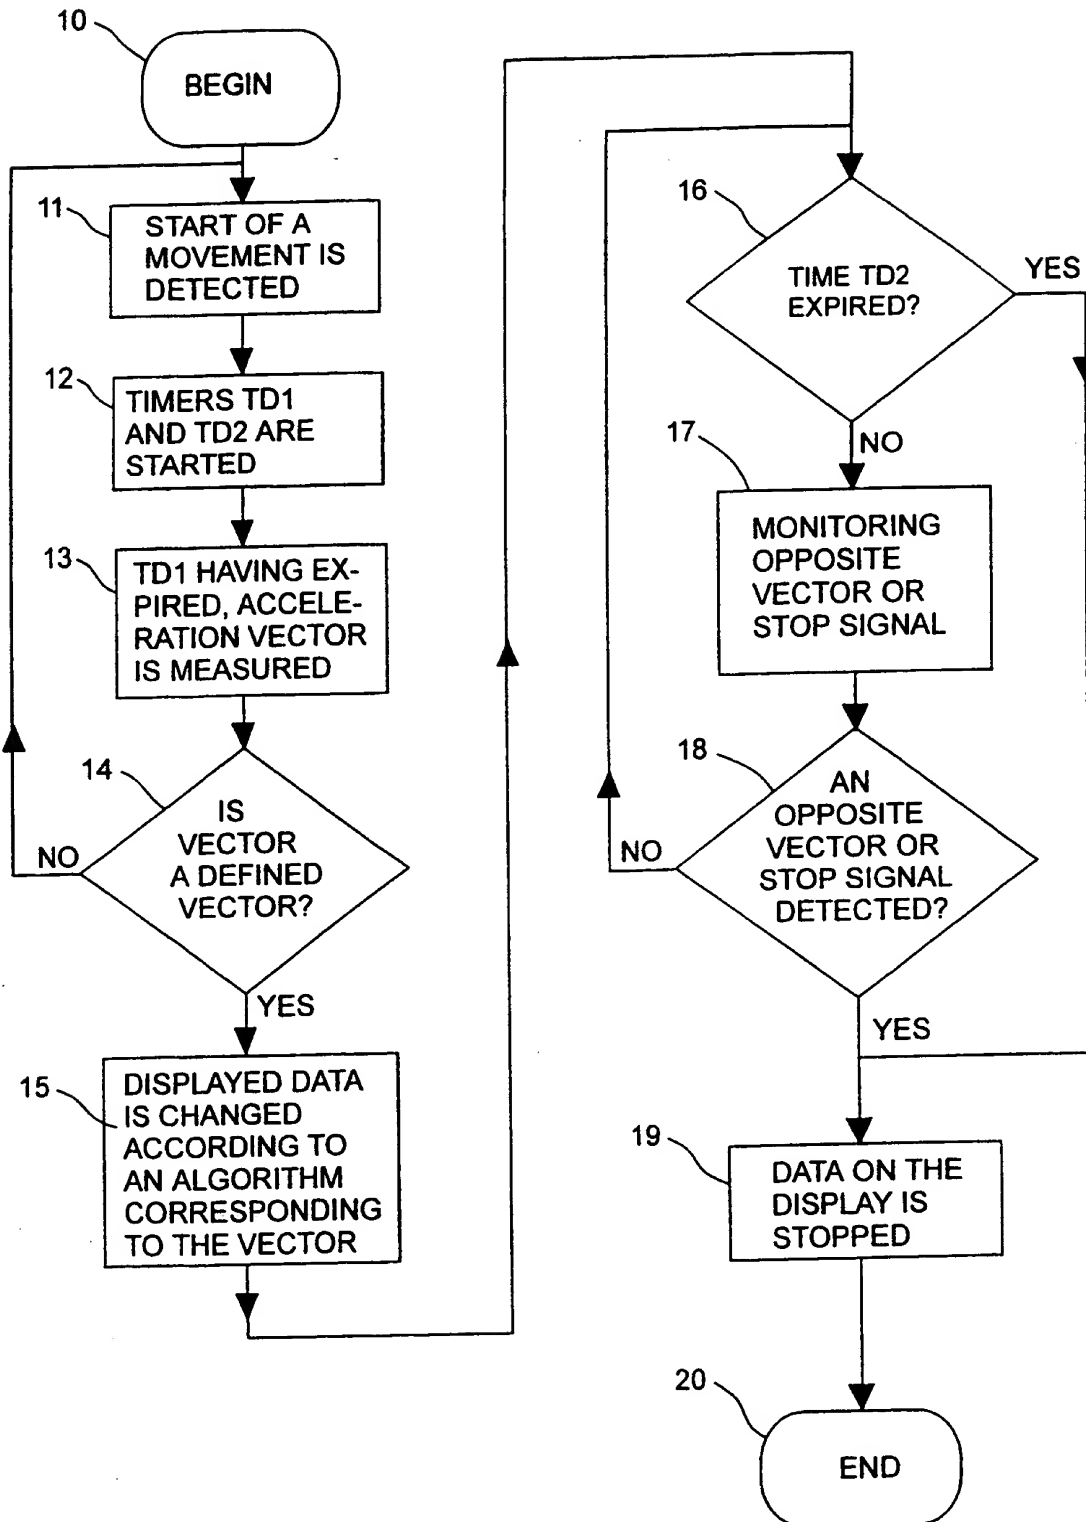 10
BEGIN
11
START OF A
MOVEMENT IS
DETECTED
12
TIMERS TD1
AND TD2 ARE
STARTED
13
TD1 HAVING EX-
PIRED, ACCELE-
RATION VECTOR
IS MEASURED
14
IS
VECTOR
A DEFINED
VECTOR?
NO
YES
15
DISPLAYED DATA
IS CHANGED
ACCORDING TO
AN ALGORITHM
CORRESPONDING
TO THE VECTOR
16
TIME TD2
EXPIRED?
YES
NO
17
MONITORING
OPPOSITE
VECTOR OR
STOP SIGNAL
18
AN
OPPOSITE
VECTOR OR
STOP SIGNAL
DETECTED?
NO
YES
19
DATA ON THE
DISPLAY IS
STOPPED
20
END